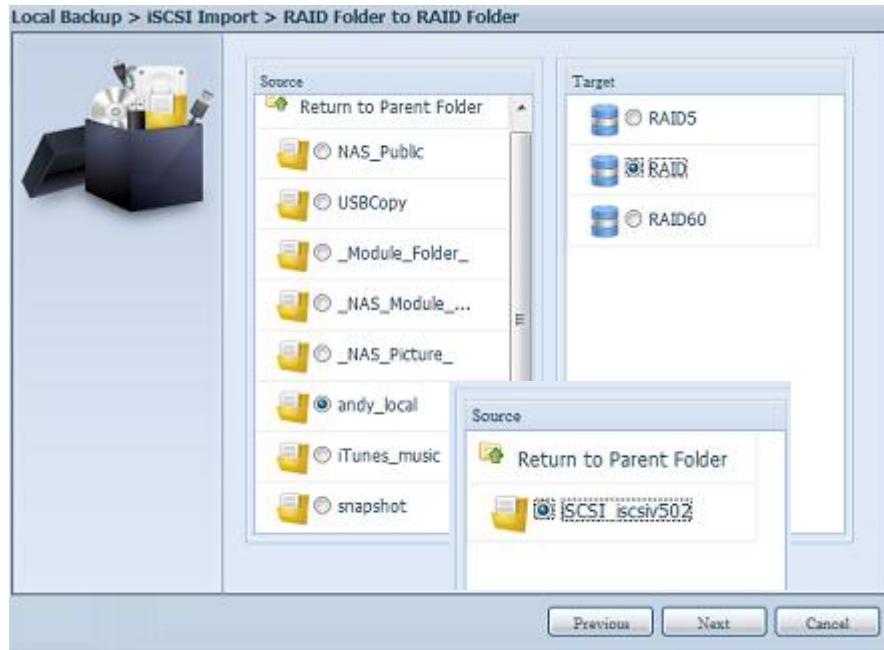 Local Backup > iSCSI Import > RAID Folder to RAID Folder
Source
Return to Parent Folder
NAS_Public
USBCopy
_Module_Folder_
_NAS_Module_...
_NAS_Picture_
andy_local
iTunes_music
snapshot
Target
RAID5
RAID
RAID60
Source
Return to Parent Folder
iSCSI_iscsiv502
Previous
Next
Cancel